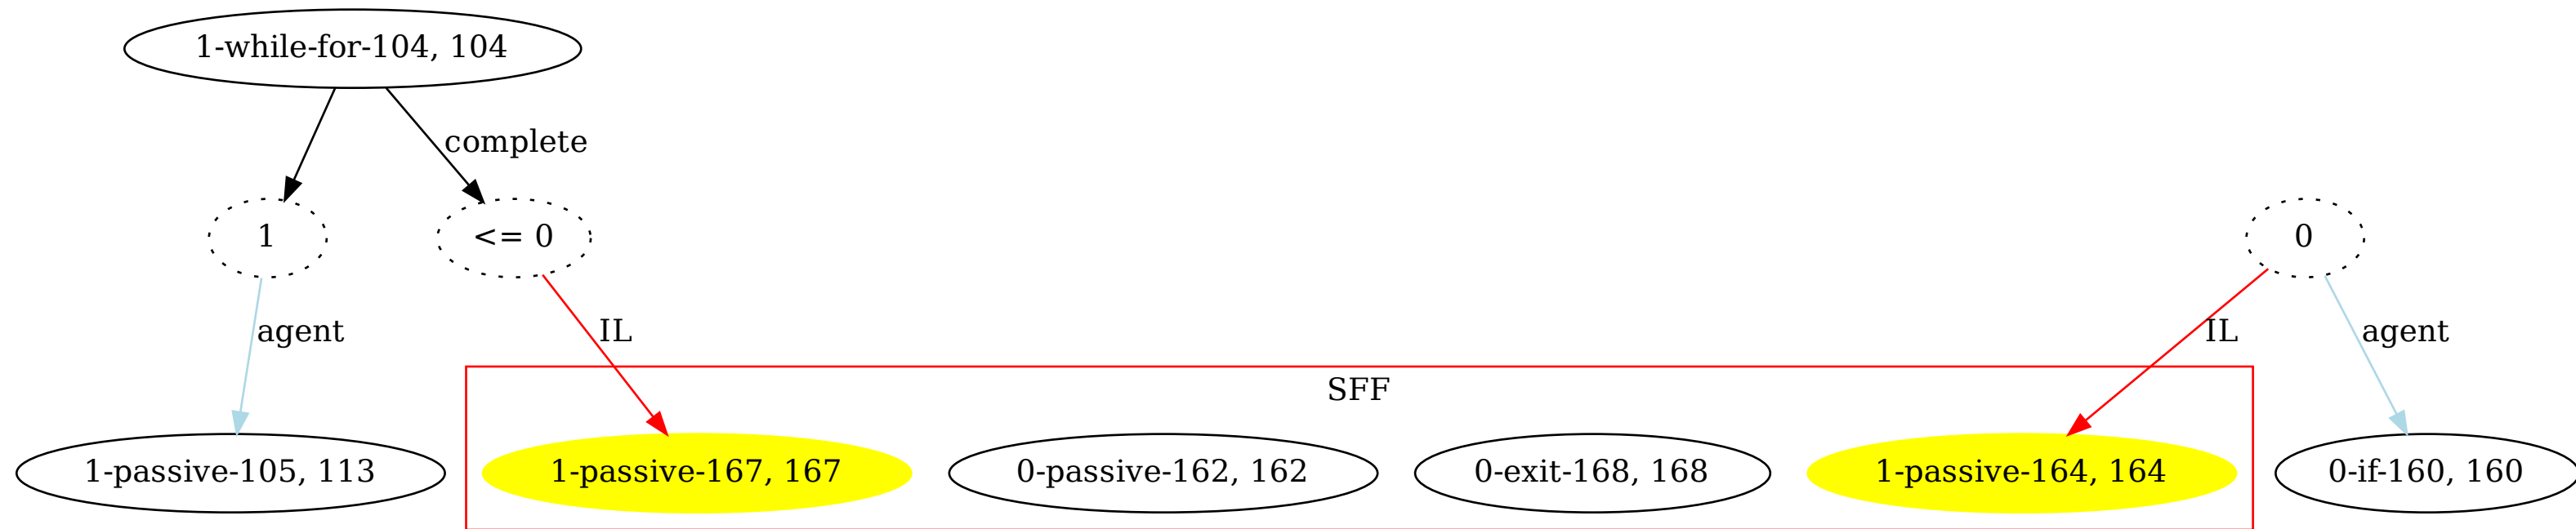 1-while-for-104, 104
complete
1
<= 0
0
agent
IL
IL
agent
SFF
1-passive-105, 113
1-passive-167, 167
0-passive-162, 162
0-exit-168, 168
1-passive-164, 164
0-if-160, 160